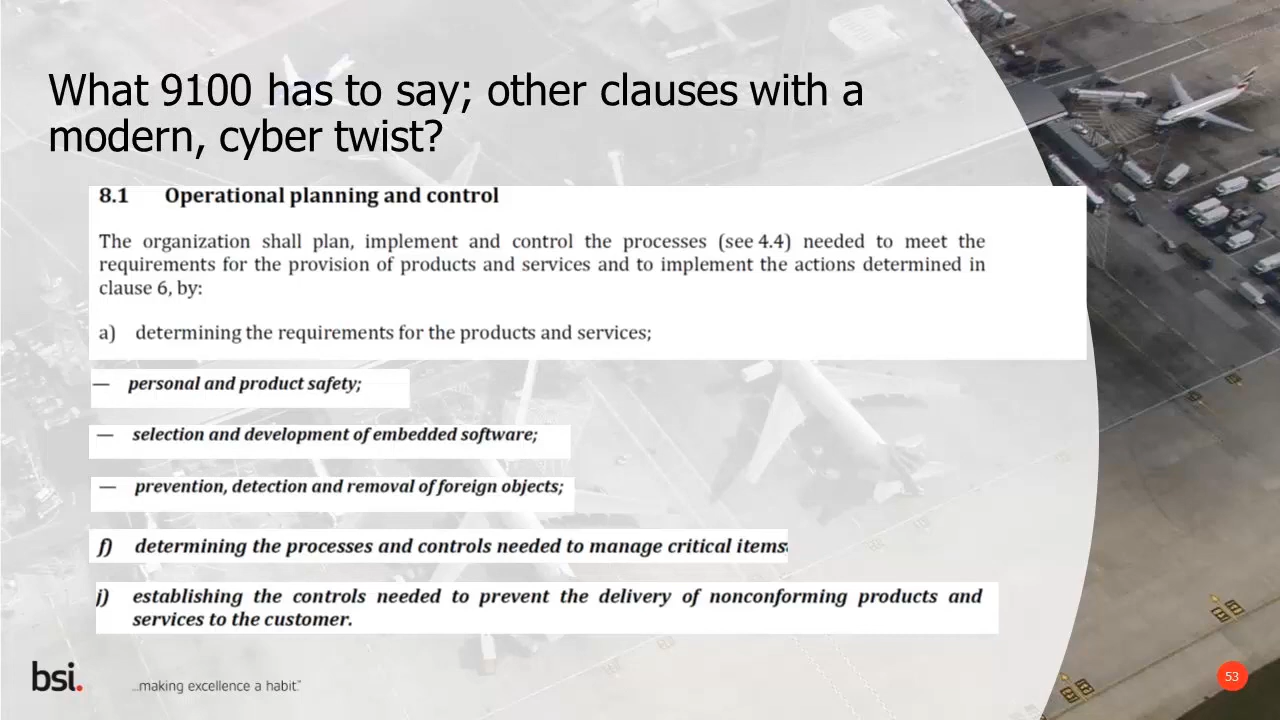 What 9100 has to say; other clauses with a
modern, cyber twist?
8.1 Operational planning and control
The organization shall plan, implement and control the processes (see 4.4) needed to meet the
requirements for the provision of products and services and to implement the actions determined in
clause 6, by:
a) determining the requirements for the products and services;
— personal and product safety;
— selection and development of embedded software;
— prevention, detection and removal of foreign objects;
f) determining the processes and controls needed to manage critical items
j) establishing the controls needed to prevent the delivery of nonconforming products and
services to the customer.
bsi.
...making excellence a habit.™
53